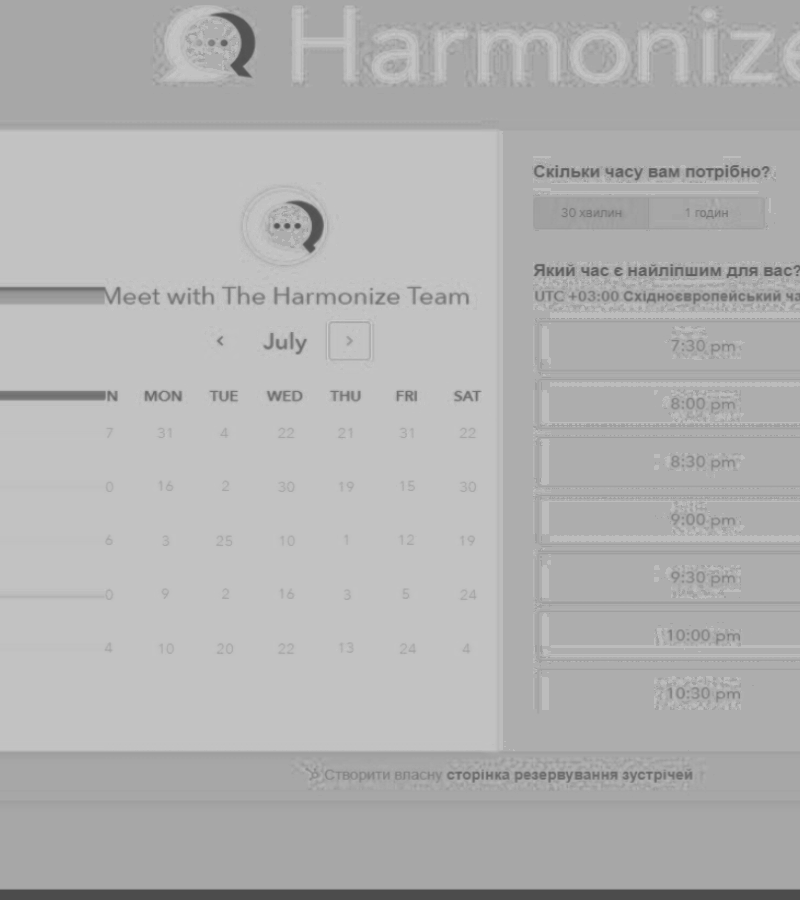 Harmonize
Meet with The Harmonize Team
July
N MON TUE WED THU FRI SAT
7 31 4 22 21 31 22
0 16 2 30 19 15 30
6 3 25 10 1 12 19
0 9 2 16 3 5 24
4 10 20 22 13 24 4
Скільки часу вам потрібно?
30 хвилин 1 годин
Який час є найліпшим для вас?
UTC +03:00 Східноєвропейський ча
7:30 pm
8:00 pm
8:30 pm
9:00 pm
9:30 pm
10:00 pm
10:30 pm
Створити власну сторінка резервування зустрічей